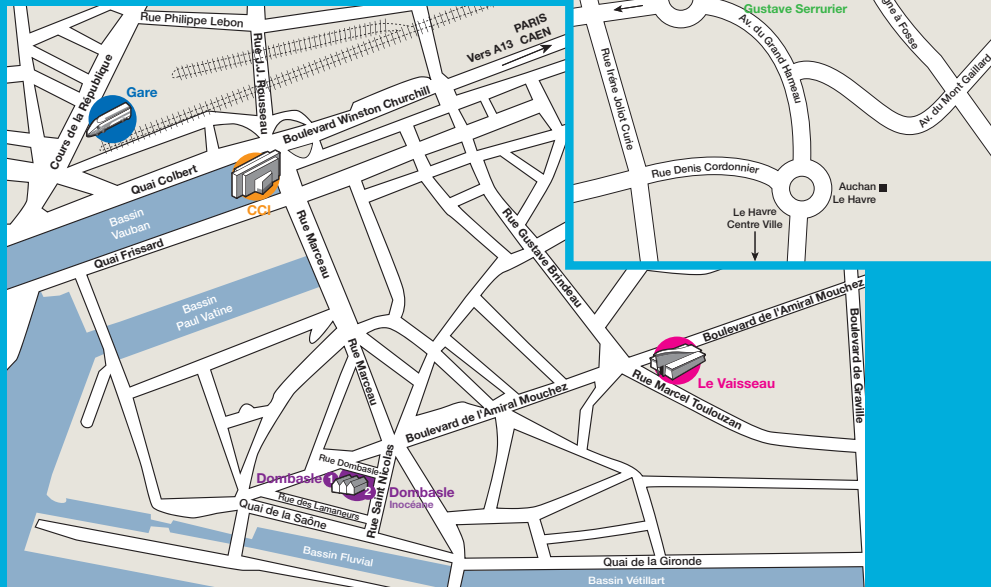 Rue Philippe Lebon
Rue J.J. Rousseau
PARIS
Vers A13 CAEN
Cours de la République
Gare
Boulevard Winston Churchill
Quai Colbert
CCI
Bassin
Vauban
Quai Frissard
Rue Marceau
Bassin
Paul Vatine
Rue Gustave Brindeau
Rue Marceau
Boulevard de l'Amiral Mouchez
Boulevard de l'Amiral Mouchez
Boulevard de Graville
Le Vaisseau
Rue Marcel Toulouzan
Rue Dombasle
Dombasle 1
2 Dombasle
Inocéane
Rue Saint Nicolas
Rue des Lamaneurs
Quai de la Saône
Bassin Fluvial
Quai de la Gironde
Bassin Vétillart
Gustave Serrurier
Av. du Grand Hameau
Rue Irène Joliot Curie
gne à Fosse
Av. du Mont Gaillard
Rue Denis Cordonnier
Auchan
Le Havre
Le Havre
Centre Ville